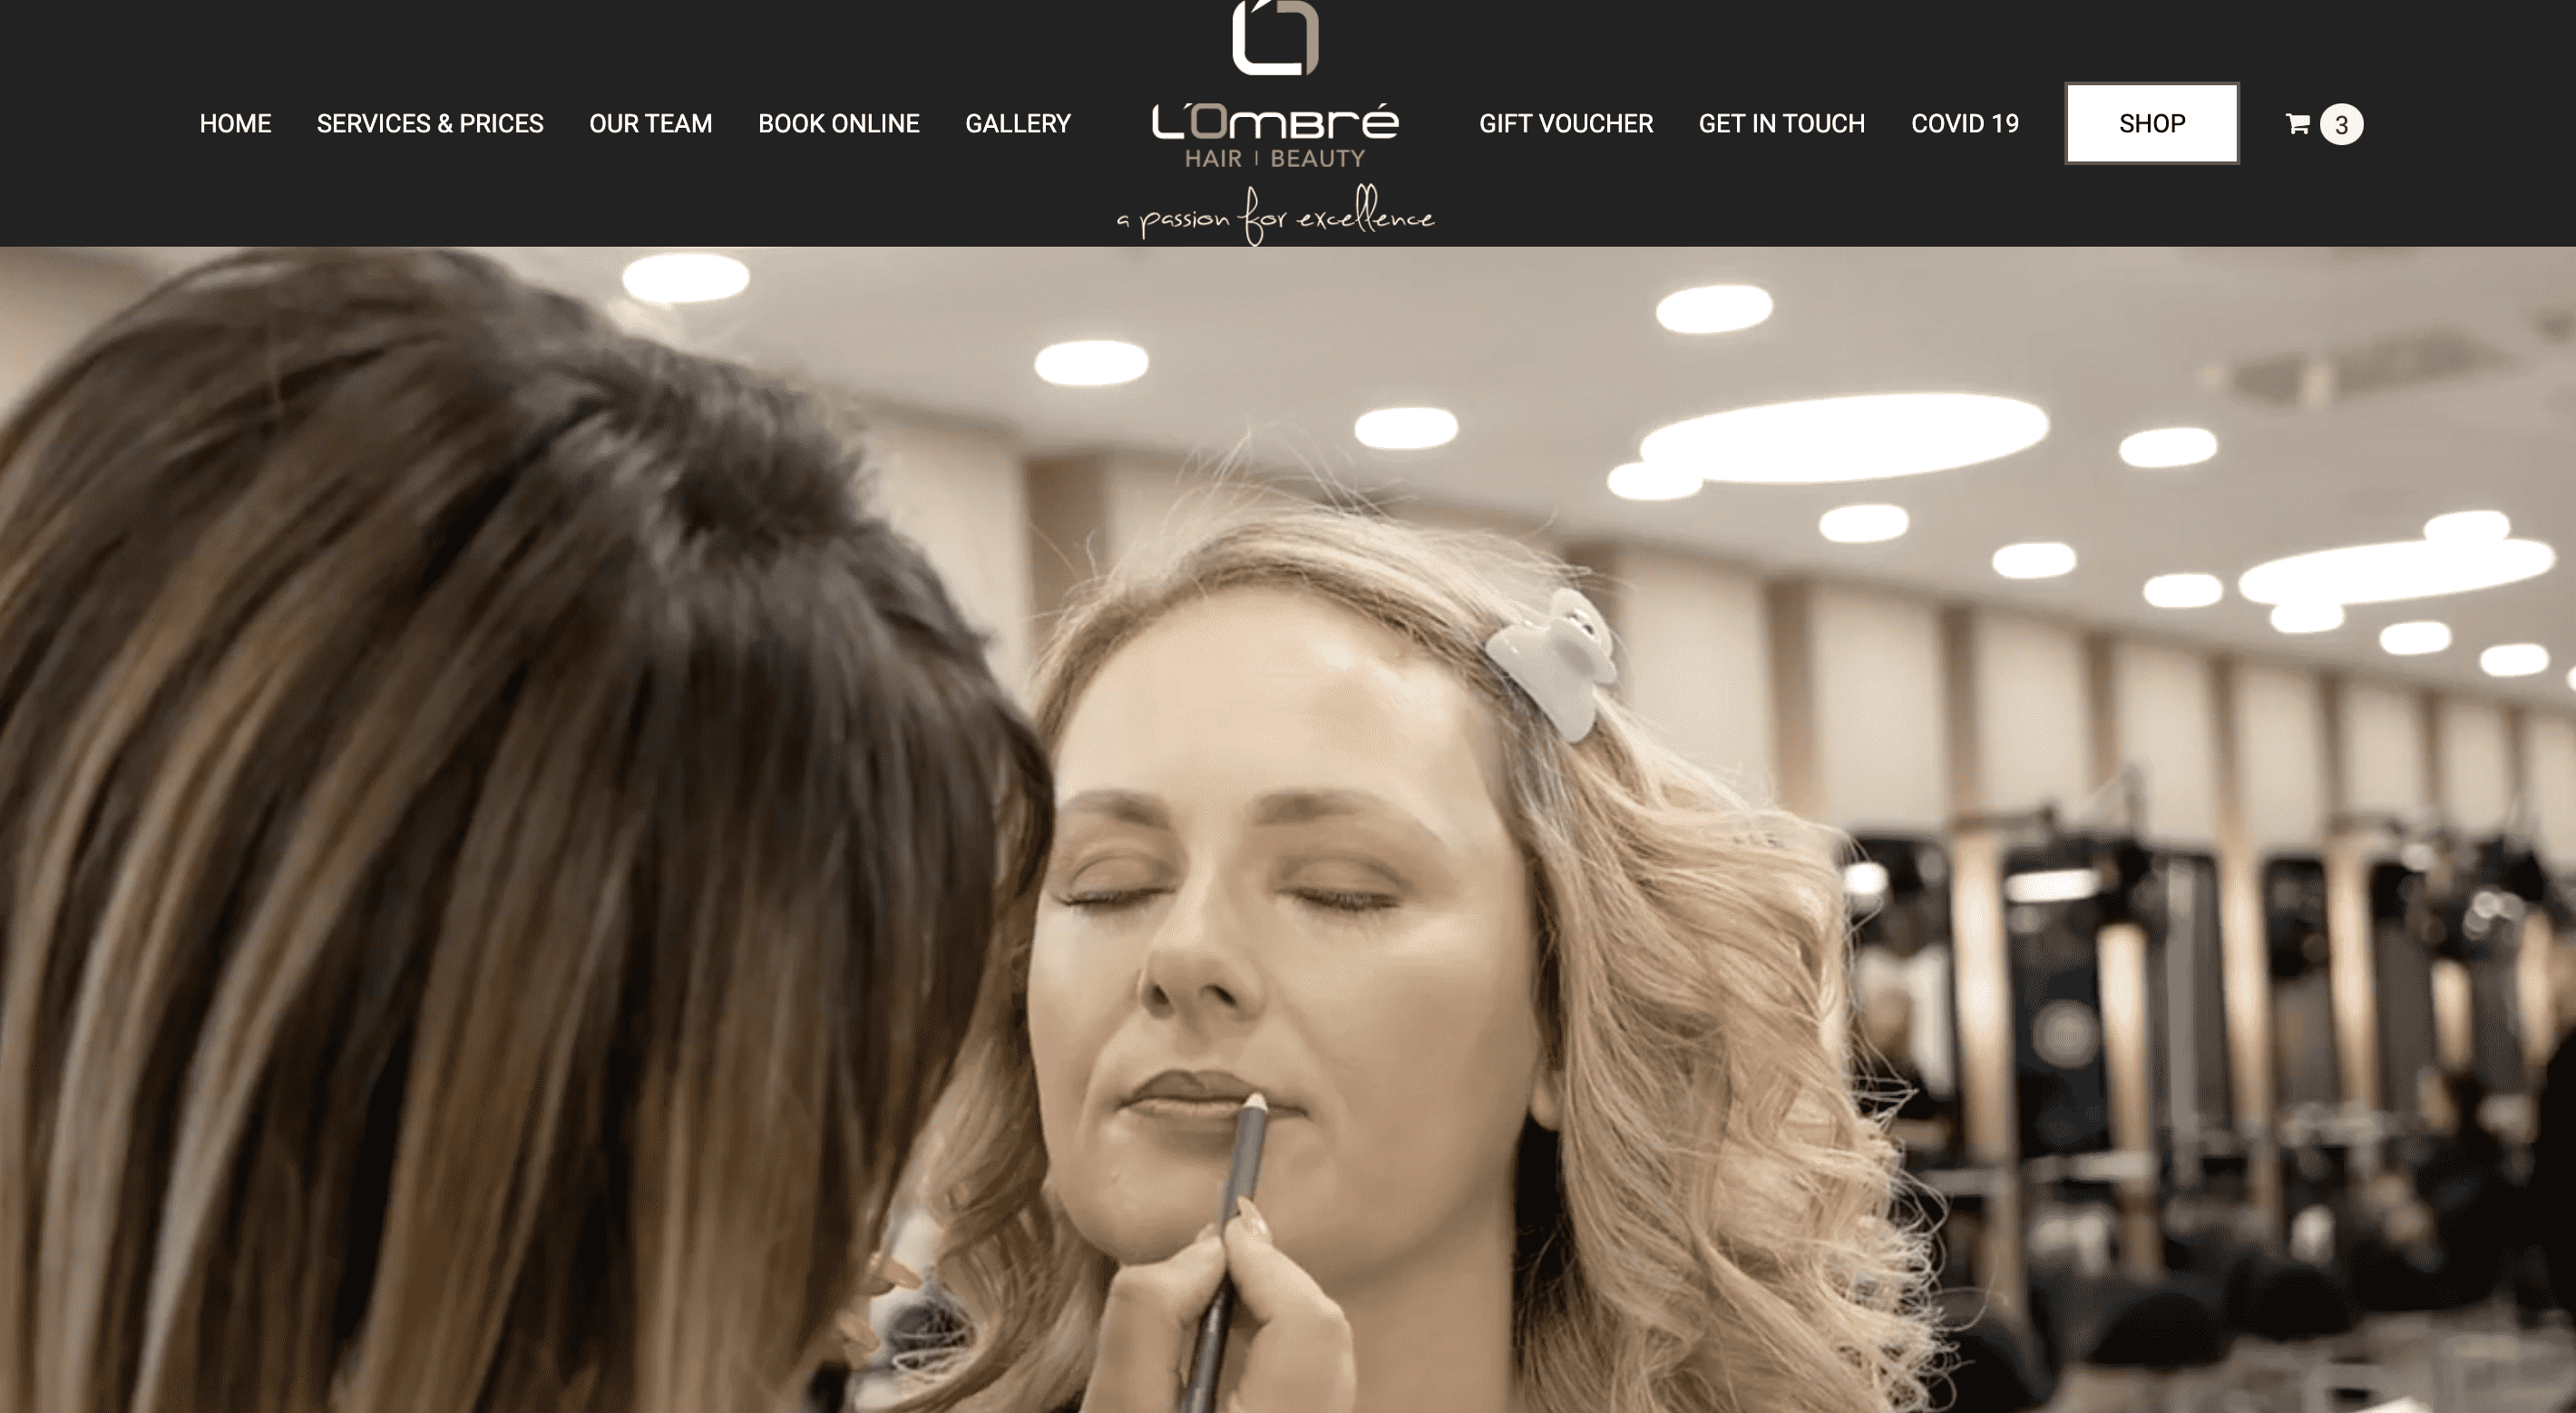 HOME SERVICES & PRICES OUR TEAM BOOK ONLINE GALLERY
L'OMBRÉ
HAIR | BEAUTY
a passion for excellence
GIFT VOUCHER GET IN TOUCH COVID 19 SHOP 3